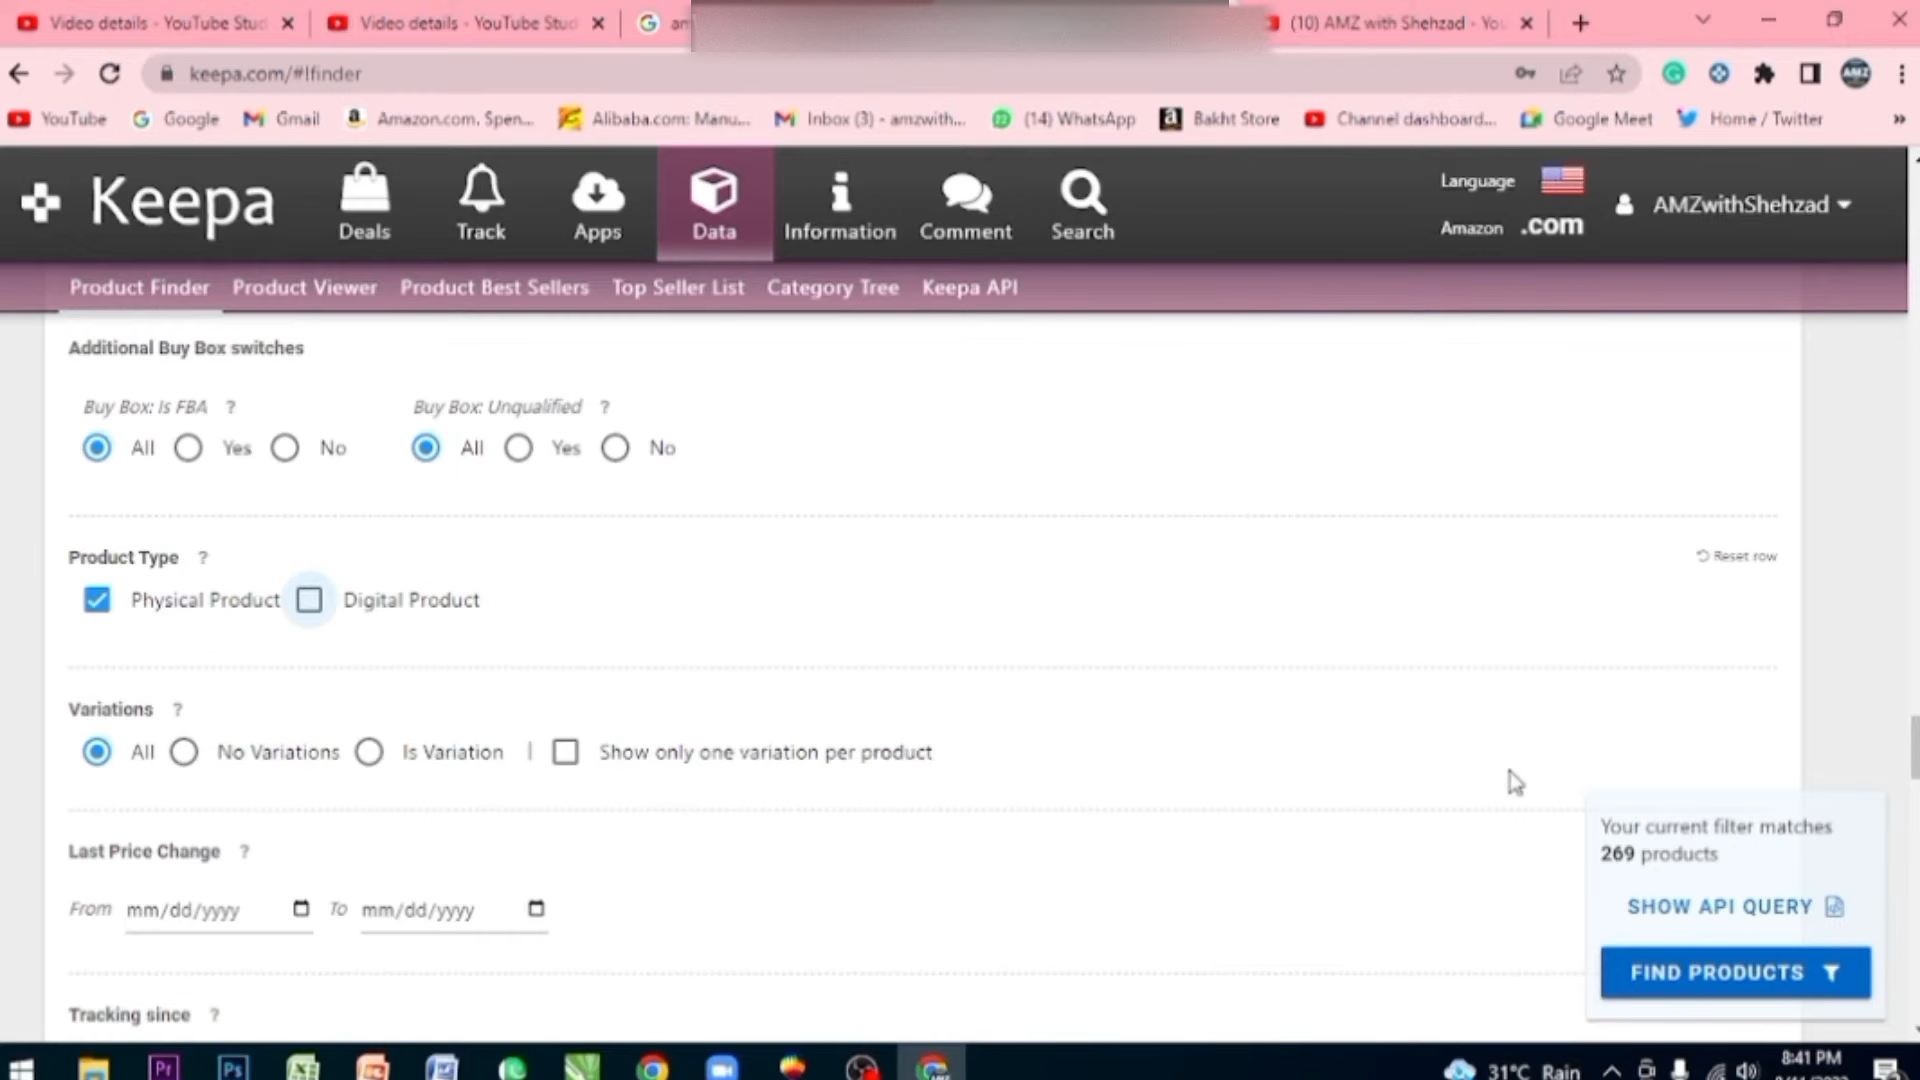 Video details - YouTube Stud
Video details - YouTube Stud
(10) AMZ with Shehzad - You
keepa.com/#!finder
YouTube Google Gmail Amazon.com. Spen... Alibaba.com: Manu... Inbox (3) - amzwith... (14) WhatsApp Bakht Store Channel dashboard... Google Meet Home / Twitter »
Keepa
Deals Track Apps Data Information Comment Search
Language
Amazon .com
AMZwithShehzad
Product Finder Product Viewer Product Best Sellers Top Seller List Category Tree Keepa API
Additional Buy Box switches
Buy Box: Is FBA ? Buy Box: Unqualified ?
All Yes No All Yes No
Product Type ? Reset row
Physical Product Digital Product
Variations ?
All No Variations Is Variation | Show only one variation per product
Last Price Change ?
From mm/dd/yyyy To mm/dd/yyyy
Tracking since ?
Your current filter matches
269 products
SHOW API QUERY
FIND PRODUCTS
Pr Ps
31°C Rain
8:41 PM